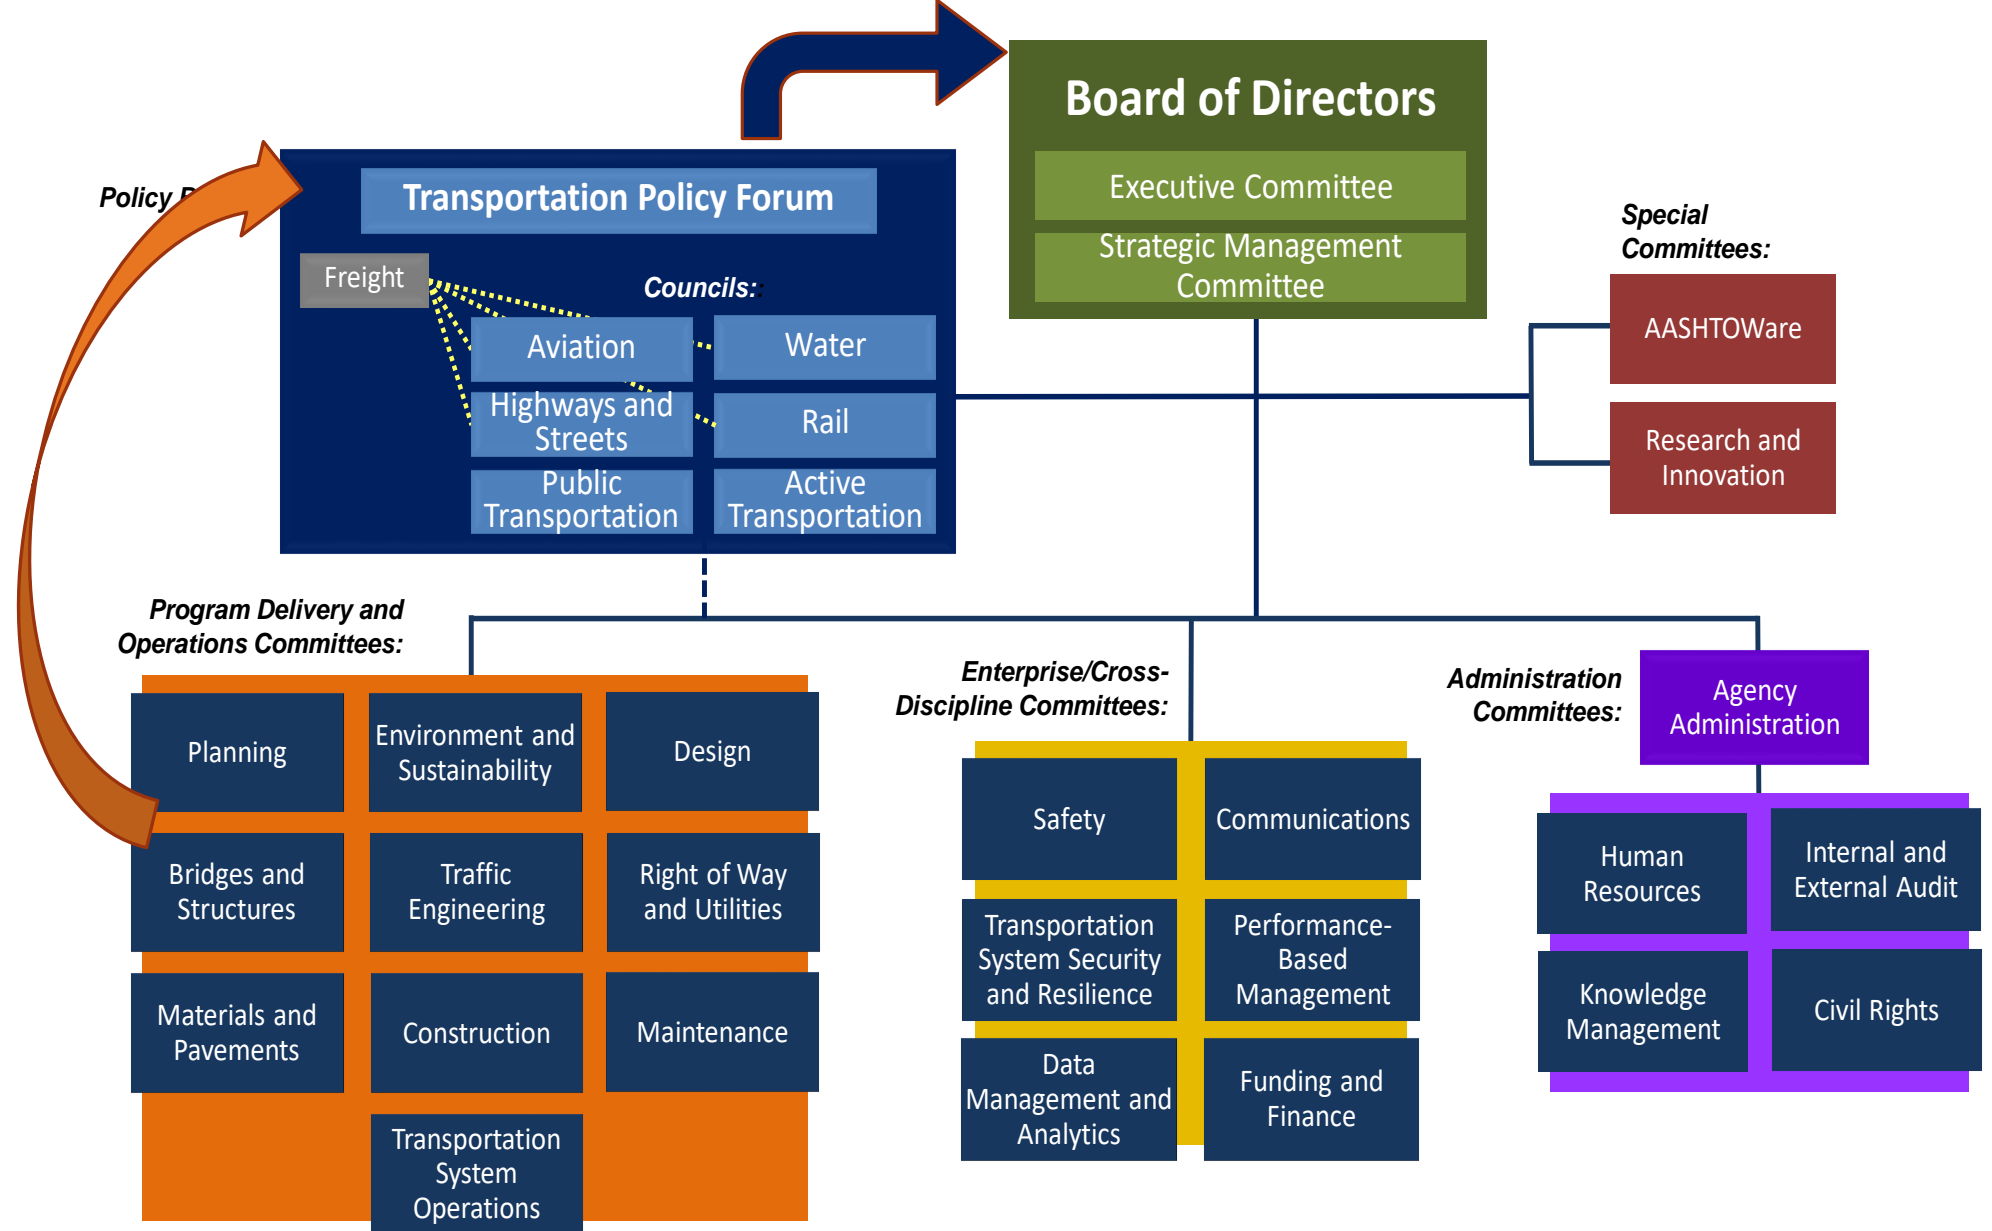 Board of Directors
Executive Committee
Strategic Management
Committee
Policy
Transportation Policy Forum
Freight
Councils::
Aviation
Water
Highways and
Streets
Rail
Public
Transportation
Active
Transportation
Special
Committees:
AASHTOWare
Research and
Innovation
Program Delivery and
Operations Committees:
Planning
Environment and
Sustainability
Design
Bridges and
Structures
Traffic
Engineering
Right of Way
and Utilities
Materials and
Pavements
Construction
Maintenance
Transportation
System
Operations
Enterprise/Cross-
Discipline Committees:
Safety
Communications
Transportation
System Security
and Resilience
Performance-
Based
Management
Data
Management and
Analytics
Funding and
Finance
Administration
Committees:
Agency
Administration
Human
Resources
Internal and
External Audit
Knowledge
Management
Civil Rights